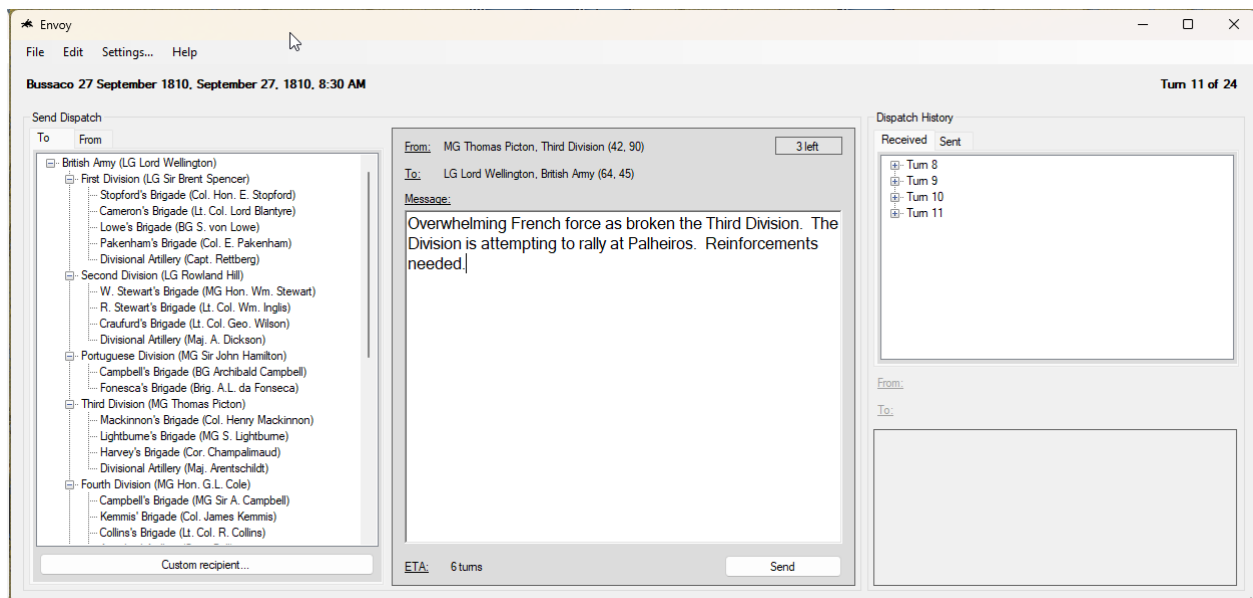 Envoy
File Edit Settings... Help
Bussaco 27 September 1810, September 27, 1810, 8:30 AM
Turn 11 of 24
Send Dispatch
To From
British Army (LG Lord Wellington)
First Division (LG Sir Brent Spencer)
Stopford's Brigade (Col. Hon. E. Stopford)
Cameron's Brigade (Lt. Col. Lord Blantyre)
Lowe's Brigade (BG S. von Lowe)
Pakenham's Brigade (Col. E. Pakenham)
Divisional Artillery (Capt. Rettberg)
Second Division (LG Rowland Hill)
W. Stewart's Brigade (MG Hon. Wm. Stewart)
R. Stewart's Brigade (Lt. Col. Wm. Inglis)
Craufurd's Brigade (Lt. Col. Geo. Wilson)
Divisional Artillery (Maj. A. Dickson)
Portuguese Division (MG Sir John Hamilton)
Campbell's Brigade (BG Archibald Campbell)
Fonesca's Brigade (Brig. A.L. da Fonseca)
Third Division (MG Thomas Picton)
Mackinnon's Brigade (Col. Henry Mackinnon)
Lightburne's Brigade (MG S. Lightburne)
Harvey's Brigade (Cor. Champalimaud)
Divisional Artillery (Maj. Arentschildt)
Fourth Division (MG Hon. G.L. Cole)
Campbell's Brigade (MG Sir A. Campbell)
Kemmis' Brigade (Col. James Kemmis)
Collins's Brigade (Lt. Col. R. Collins)
Custom recipient...
From: MG Thomas Picton, Third Division (42, 90)
3 left
To: LG Lord Wellington, British Army (64, 45)
Message:
Overwhelming French force as broken the Third Division. The
Division is attempting to rally at Palheiros. Reinforcements
needed.
ETA: 6 turns
Send
Dispatch History
Received Sent
Turn 8
Turn 9
Turn 10
Turn 11
From:
To: